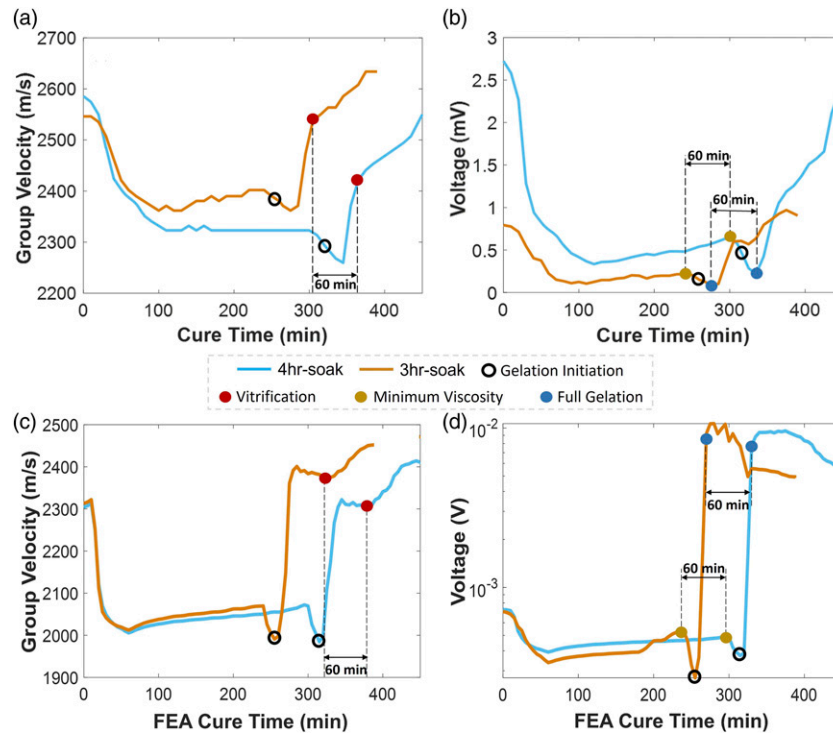 (a)
2700
2600
2500
2400
2300
2200
Group Velocity (m/s)
60 min
0 100 200 300 400
Cure Time (min)
(b)
3
2.5
2
1.5
1
0.5
0
Voltage (mV)
60 min
60 min
0 100 200 300 400
Cure Time (min)
4hr-soak 3hr-soak Gelation Initiation
Vitrification Minimum Viscosity Full Gelation
(c)
2500
2400
2300
2200
2100
2000
1900
Group Velocity (m/s)
60 min
0 100 200 300 400
FEA Cure Time (min)
(d)
10⁻²
10⁻³
Voltage (V)
60 min
60 min
0 100 200 300 400
FEA Cure Time (min)